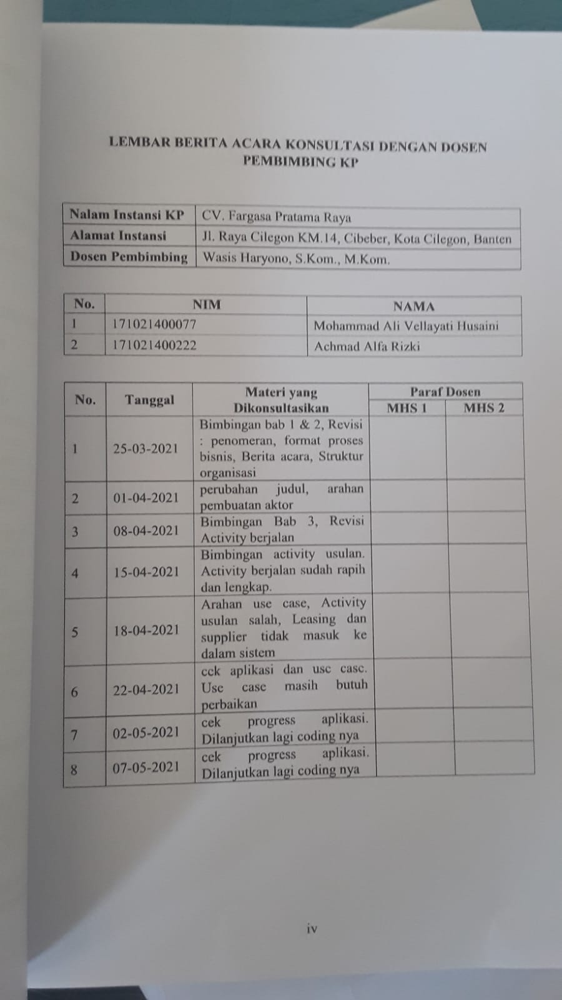 LEMBAR BERITA ACARA KONSULTASI DENGAN DOSEN
PEMBIMBING KP
Nalam Instansi KP CV. Fargasa Pratama Raya
Alamat Instansi Jl. Raya Cilegon KM.14, Cibeber, Kota Cilegon, Banten
Dosen Pembimbing Wasis Haryono, S.Kom., M.Kom.
No. NIM NAMA
1 171021400077 Mohammad Ali Vellayati Husaini
2 171021400222 Achmad Alfa Rizki
No. Tanggal Materi yang Dikonsultasikan Paraf Dosen
MHS 1 MHS 2
1 25-03-2021 Bimbingan bab 1 & 2, Revisi
: penomeran, format proses
bisnis, Berita acara, Struktur
organisasi
2 01-04-2021 perubahan judul, arahan
pembuatan aktor
3 08-04-2021 Bimbingan Bab 3, Revisi
Activity berjalan
4 15-04-2021 Bimbingan activity usulan.
Activity berjalan sudah rapih
dan lengkap.
5 18-04-2021 Arahan use case, Activity
usulan salah, Leasing dan
supplier tidak masuk ke
dalam sistem
6 22-04-2021 cek aplikasi dan use case.
Use case masih butuh
perbaikan
7 02-05-2021 cek progress aplikasi.
Dilanjutkan lagi coding nya
8 07-05-2021 cek progress aplikasi.
Dilanjutkan lagi coding nya
iv